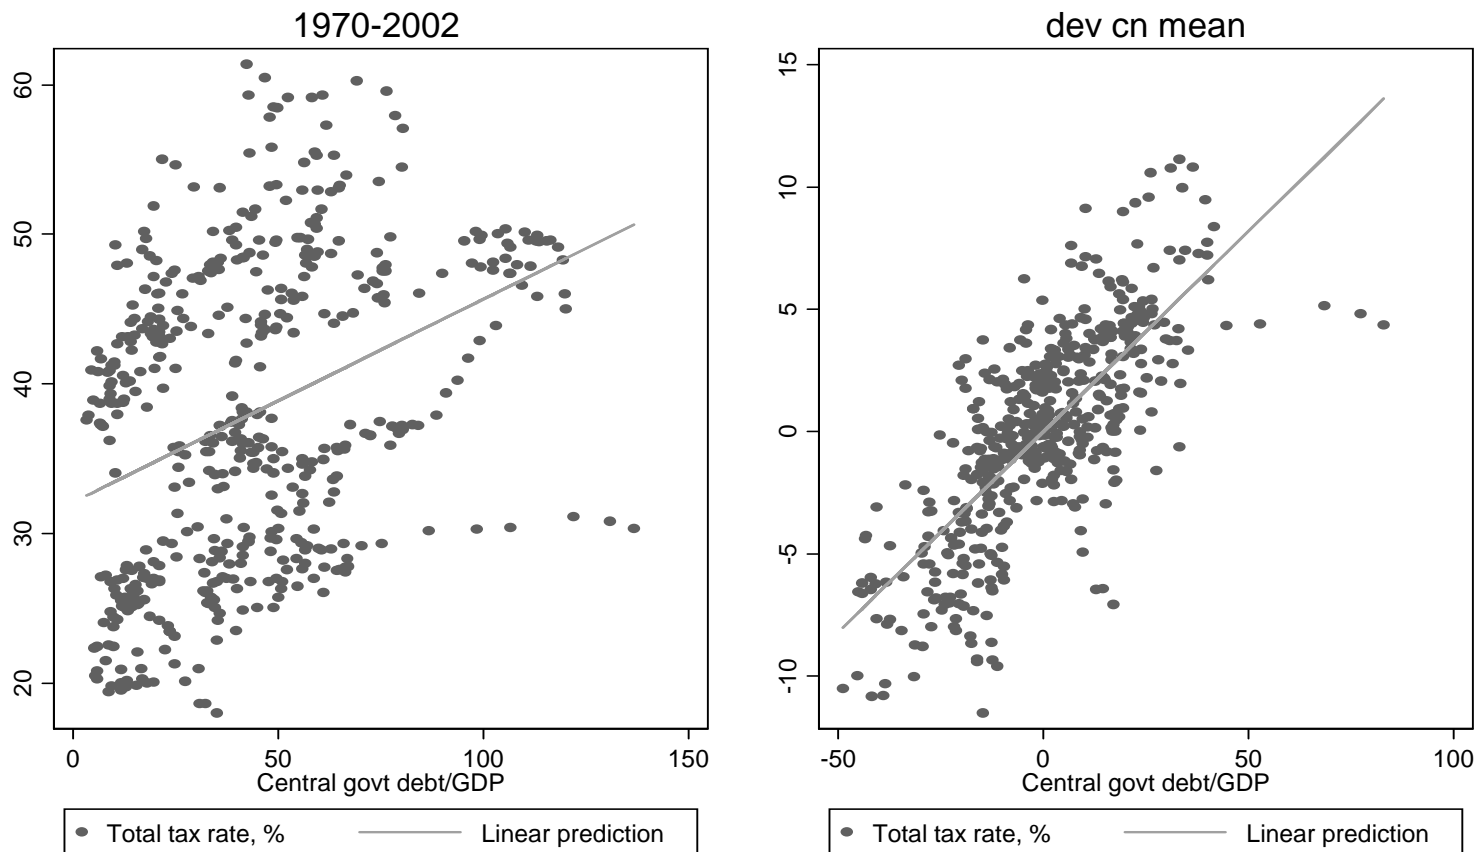 1970-2002
60
50
40
30
20
0 50 100 150
Central govt debt/GDP
Total tax rate, % Linear prediction
dev cn mean
15
10
5
0
-5
-10
-50 0 50 100
Central govt debt/GDP
Total tax rate, % Linear prediction